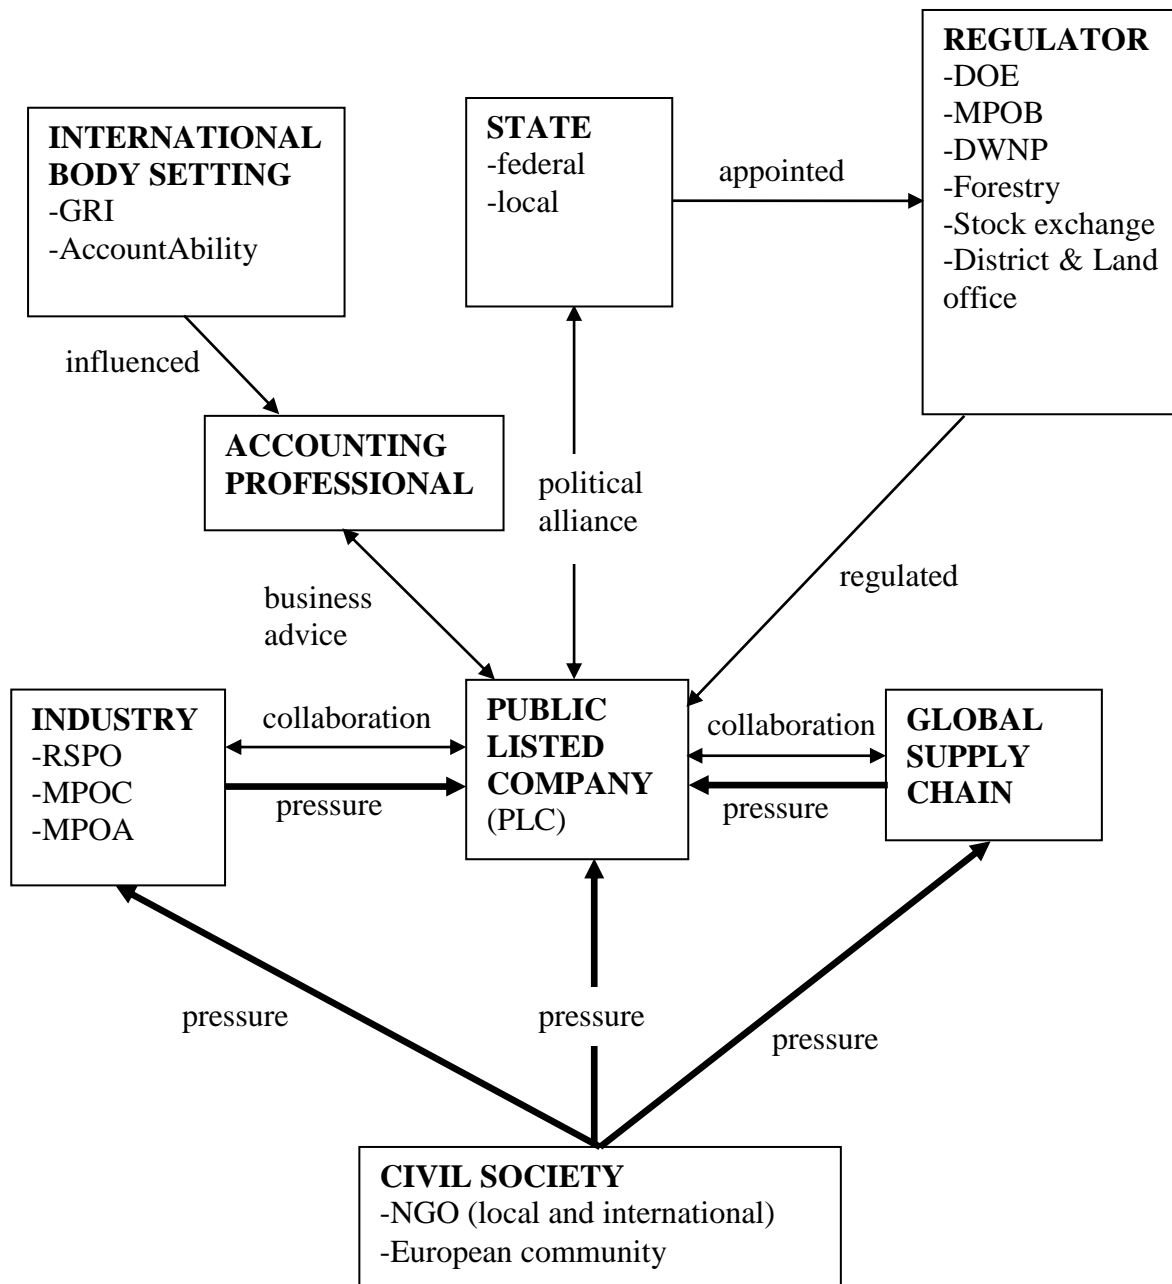 REGULATOR
-DOE
-MPOB
-DWNP
-Forestry
-Stock exchange
-District & Land
office
INTERNATIONAL
BODY SETTING
-GRI
-AccountAbility
STATE
-federal
-local
appointed
influenced
ACCOUNTING
PROFESSIONAL
political
alliance
regulated
business
advice
INDUSTRY
-RSPO
-MPOC
-MPOA
collaboration
pressure
PUBLIC
LISTED
COMPANY
(PLC)
collaboration
pressure
GLOBAL
SUPPLY
CHAIN
pressure
pressure
pressure
CIVIL SOCIETY
-NGO (local and international)
-European community